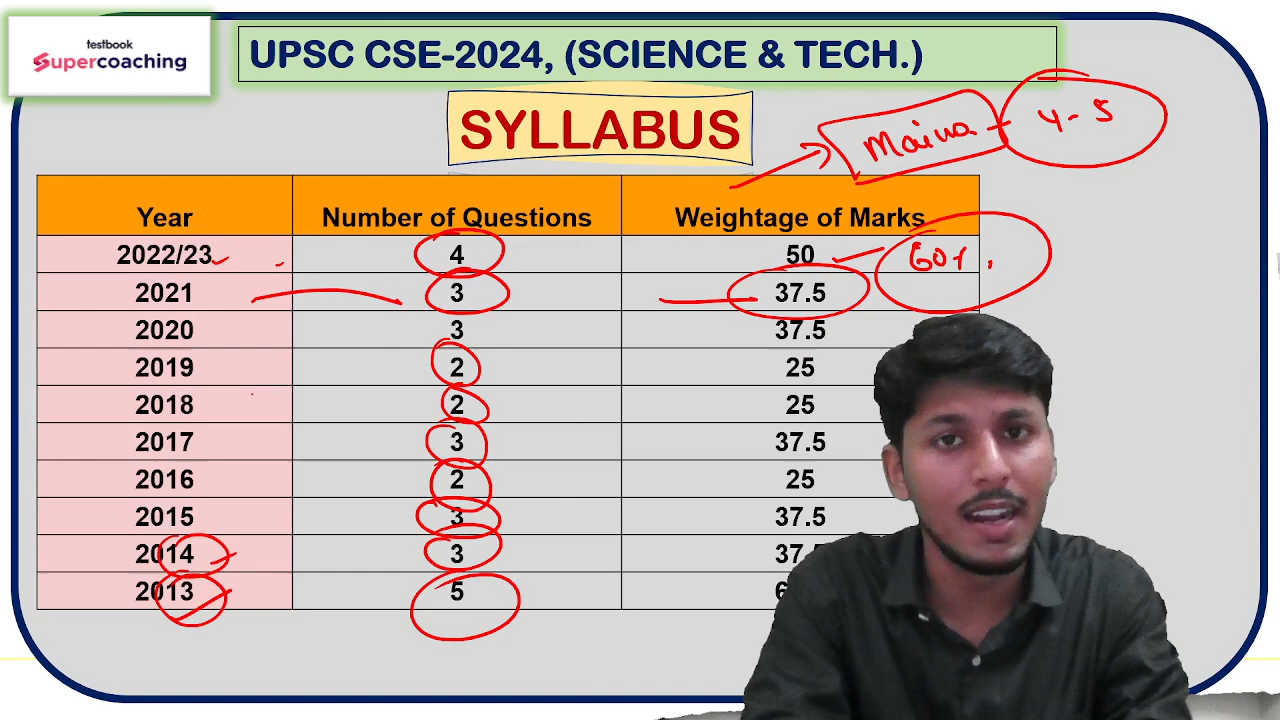 testbook
Supercoaching
UPSC CSE-2024, (SCIENCE & TECH.)
SYLLABUS
Mains - 4-5
Year Number of Questions Weightage of Marks
2022/23 4 50 60%
2021 3 37.5
2020 3 37.5
2019 2 25
2018 2 25
2017 3 37.5
2016 2 25
2015 3 37.5
2014 3
2013 5